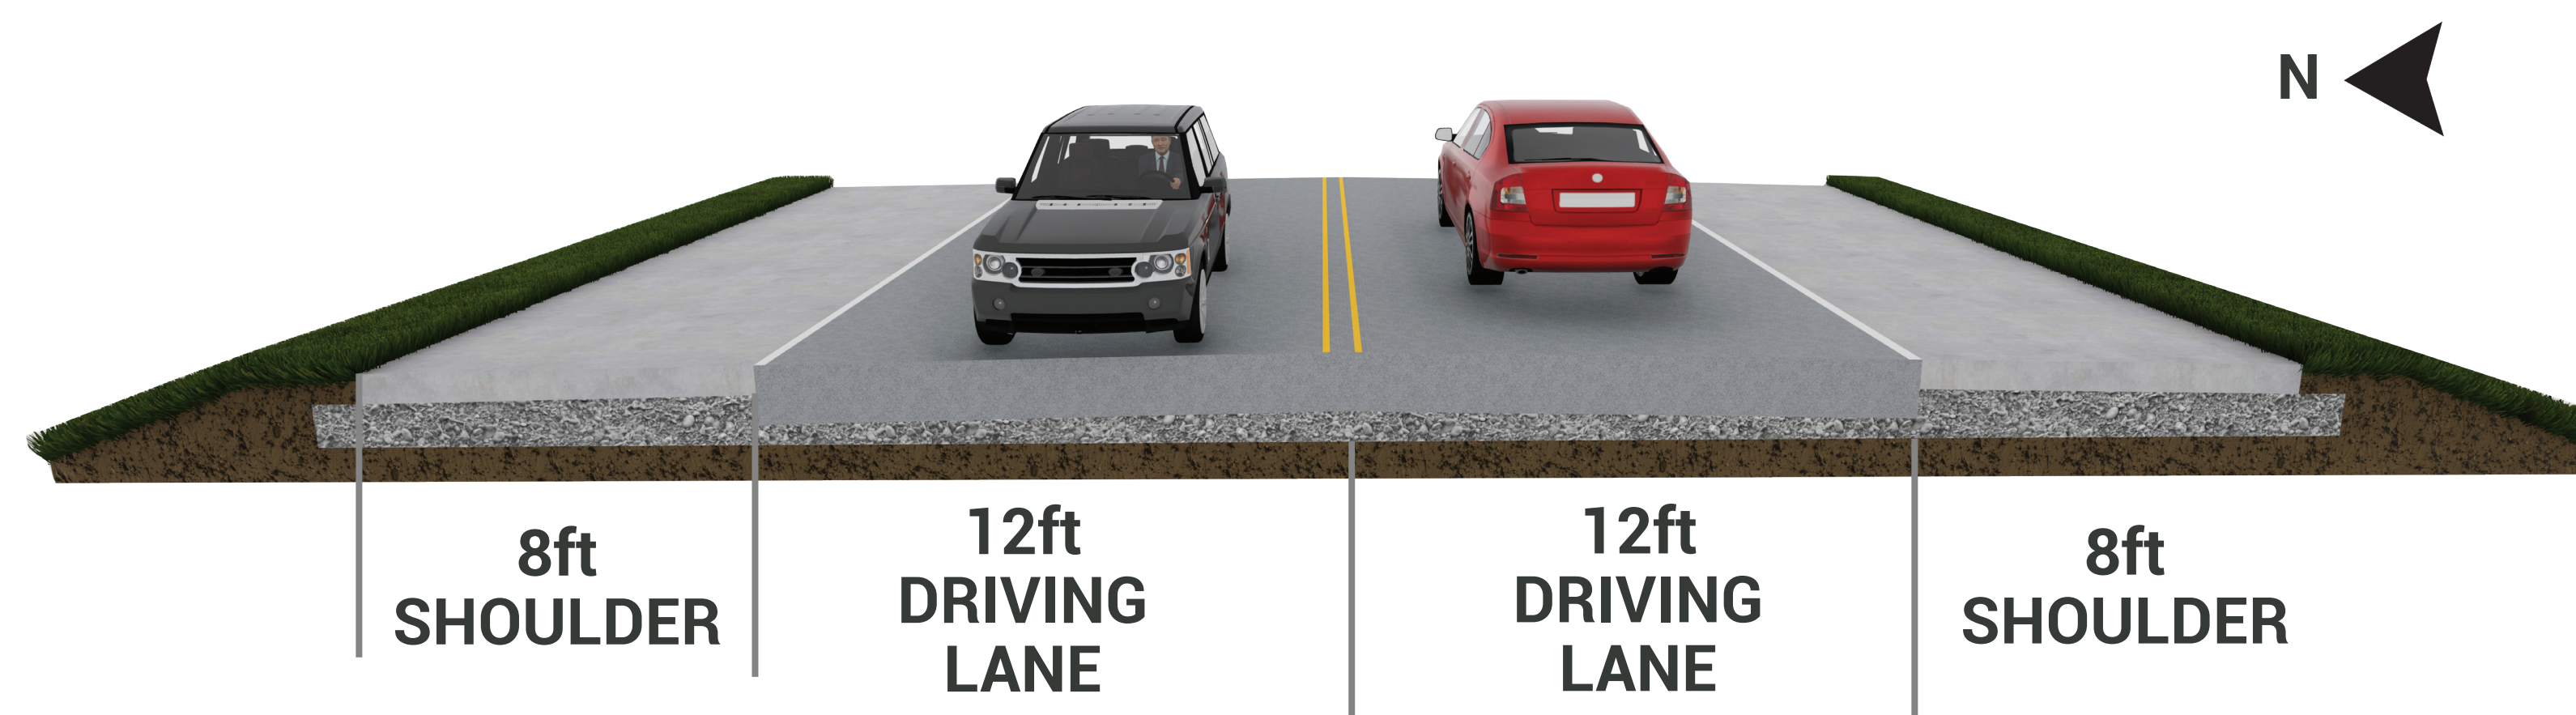 N
8ft
SHOULDER
12ft
DRIVING
LANE
12ft
DRIVING
LANE
8ft
SHOULDER